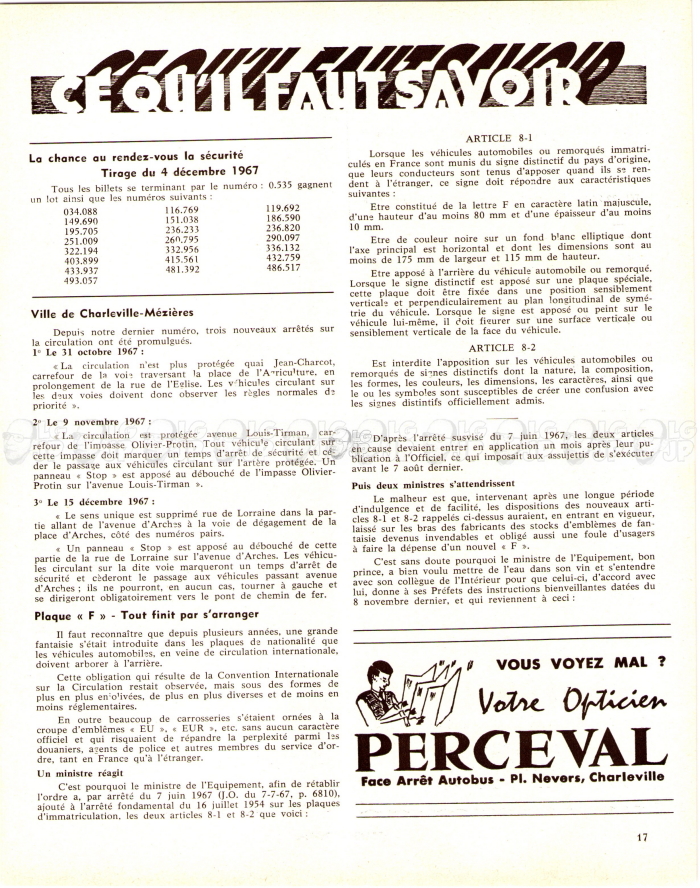 CE QU'IL FAUT SAVOIR
La chance au rendez-vous la sécurité
Tirage du 4 décembre 1967
Tous les billets se terminant par le numéro : 0.535 gagnent
un lot ainsi que les numéros suivants :
034.088 116.769 119.692
149.690 151.038 186.590
195.705 236.233 236.820
251.009 260.795 290.097
322.194 332.956 336.132
403.899 415.561 432.759
433.937 481.392 486.517
493.057
Ville de Charleville-Mézières
Depuis notre dernier numéro, trois nouveaux arrêtés sur
la circulation ont été promulgués.
1° Le 31 octobre 1967 :
« La circulation n'est plus protégée quai Jean-Charcot,
carrefour de la voie traversant la place de l'Agriculture, en
prolongement de la rue de l'Eglise. Les véhicules circulant sur
les deux voies doivent donc observer les règles normales de
priorité ».
2° Le 9 novembre 1967 :
« La circulation est protégée avenue Louis-Tirman, car-
refour de l'impasse Olivier-Protin. Tout véhicule circulant sur
cette impasse doit marquer un temps d'arrêt de sécurité et cé-
der le passage aux véhicules circulant sur l'artère protégée. Un
panneau « Stop » est apposé au débouché de l'impasse Olivier-
Protin sur l'avenue Louis-Tirman ».
3° Le 15 décembre 1967 :
« Le sens unique est supprimé rue de Lorraine dans la par-
tie allant de l'avenue d'Arches à la voie de dégagement de la
place d'Arches, côté des numéros pairs.
« Un panneau « Stop » est apposé au débouché de cette
partie de la rue de Lorraine sur l'avenue d'Arches. Les véhicu-
les circulant sur la dite voie marqueront un temps d'arrêt de
sécurité et cèderont le passage aux véhicules passant avenue
d'Arches ; ils ne pourront, en aucun cas, tourner à gauche et
se dirigeront obligatoirement vers le pont de chemin de fer.
Plaque « F » - Tout finit par s'arranger
Il faut reconnaître que depuis plusieurs années, une grande
fantaisie s'était introduite dans les plaques de nationalité que
les véhicules automobiles, en veine de circulation internationale,
doivent arborer à l'arrière.
Cette obligation qui résulte de la Convention Internationale
sur la Circulation restait observée, mais sous des formes de
plus en plus enjolivées, de plus en plus diverses et de moins en
moins réglementaires.
En outre beaucoup de carrosseries s'étaient ornées à la
croupe d'emblèmes « EU », « EUR », etc. sans aucun caractère
officiel et qui risquaient de répandre la perplexité parmi les
douaniers, agents de police et autres membres du service d'or-
dre, tant en France qu'à l'étranger.
Un ministre réagit
C'est pourquoi le ministre de l'Equipement, afin de rétablir
l'ordre a, par arrêté du 7 juin 1967 (J.O. du 7-7-67, p. 6810),
ajouté à l'arrêté fondamental du 16 juillet 1954 sur les plaques
d'immatriculation, les deux articles 8-1 et 8-2 que voici :
ARTICLE 8-1
Lorsque les véhicules automobiles ou remorqués immatri-
culés en France sont munis du signe distinctif du pays d'origine,
que leurs conducteurs sont tenus d'apposer quand ils se ren-
dent à l'étranger, ce signe doit répondre aux caractéristiques
suivantes :
Etre constitué de la lettre F en caractère latin majuscule,
d'une hauteur d'au moins 80 mm et d'une épaisseur d'au moins
10 mm.
Etre de couleur noire sur un fond blanc elliptique dont
l'axe principal est horizontal et dont les dimensions sont au
moins de 175 mm de largeur et 115 mm de hauteur.
Etre apposé à l'arrière du véhicule automobile ou remorqué.
Lorsque le signe distinctif est apposé sur une plaque spéciale,
cette plaque doit être fixée dans une position sensiblement
verticale et perpendiculairement au plan longitudinal de symé-
trie du véhicule. Lorsque le signe est apposé ou peint sur le
véhicule lui-même, il doit figurer sur une surface verticale ou
sensiblement verticale de la face du véhicule.
ARTICLE 8-2
Est interdite l'apposition sur les véhicules automobiles ou
remorqués de signes distinctifs dont la nature, la composition,
les formes, les couleurs, les dimensions, les caractères, ainsi que
le ou les symboles sont susceptibles de créer une confusion avec
les signes distintifs officiellement admis.
D'après l'arrêté susvisé du 7 juin 1967, les deux articles
en cause devaient entrer en application un mois après leur pu-
blication à l'Officiel, ce qui imposait aux assujettis de s'exécuter
avant le 7 août dernier.
Puis deux ministres s'attendrissent
Le malheur est que, intervenant après une longue période
d'indulgence et de facilité, les dispositions des nouveaux arti-
cles 8-1 et 8-2 rappelés ci-dessus auraient, en entrant en vigueur,
laissé sur les bras des fabricants des stocks d'emblèmes de fan-
taisie devenus invendables et obligé aussi une foule d'usagers
à faire la dépense d'un nouvel « F ».
C'est sans doute pourquoi le ministre de l'Equipement, bon
prince, a bien voulu mettre de l'eau dans son vin et s'entendre
avec son collègue de l'Intérieur pour que celui-ci, d'accord avec
lui, donne à ses Préfets des instructions bienveillantes datées du
8 novembre dernier, et qui reviennent à ceci :
VOUS VOYEZ MAL ?
Votre Opticien
PERCEVAL
Face Arrêt Autobus - Pl. Nevers, Charleville
17